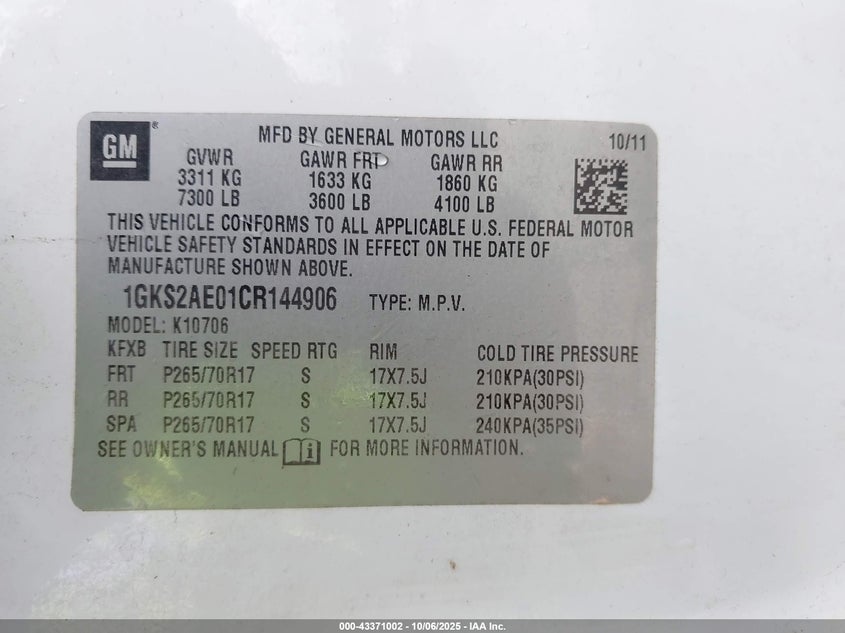 GM ®
MFD BY GENERAL MOTORS LLC 10/11
GVWR GAWR FRT GAWR RR
3311 KG 1633 KG 1860 KG
7300 LB 3600 LB 4100 LB
THIS VEHICLE CONFORMS TO ALL APPLICABLE U.S. FEDERAL MOTOR
VEHICLE SAFETY STANDARDS IN EFFECT ON THE DATE OF
MANUFACTURE SHOWN ABOVE.
1GKS2AE01CR144906 TYPE: M.P.V.
MODEL: K10706
KFXB TIRE SIZE SPEED RTG RIM COLD TIRE PRESSURE
FRT P265/70R17 S 17X7.5J 210KPA(30PSI)
RR P265/70R17 S 17X7.5J 210KPA(30PSI)
SPA P265/70R17 S 17X7.5J 240KPA(35PSI)
SEE OWNER'S MANUAL i FOR MORE INFORMATION.
000-43371002 - 10/06/2025 - IAA Inc.